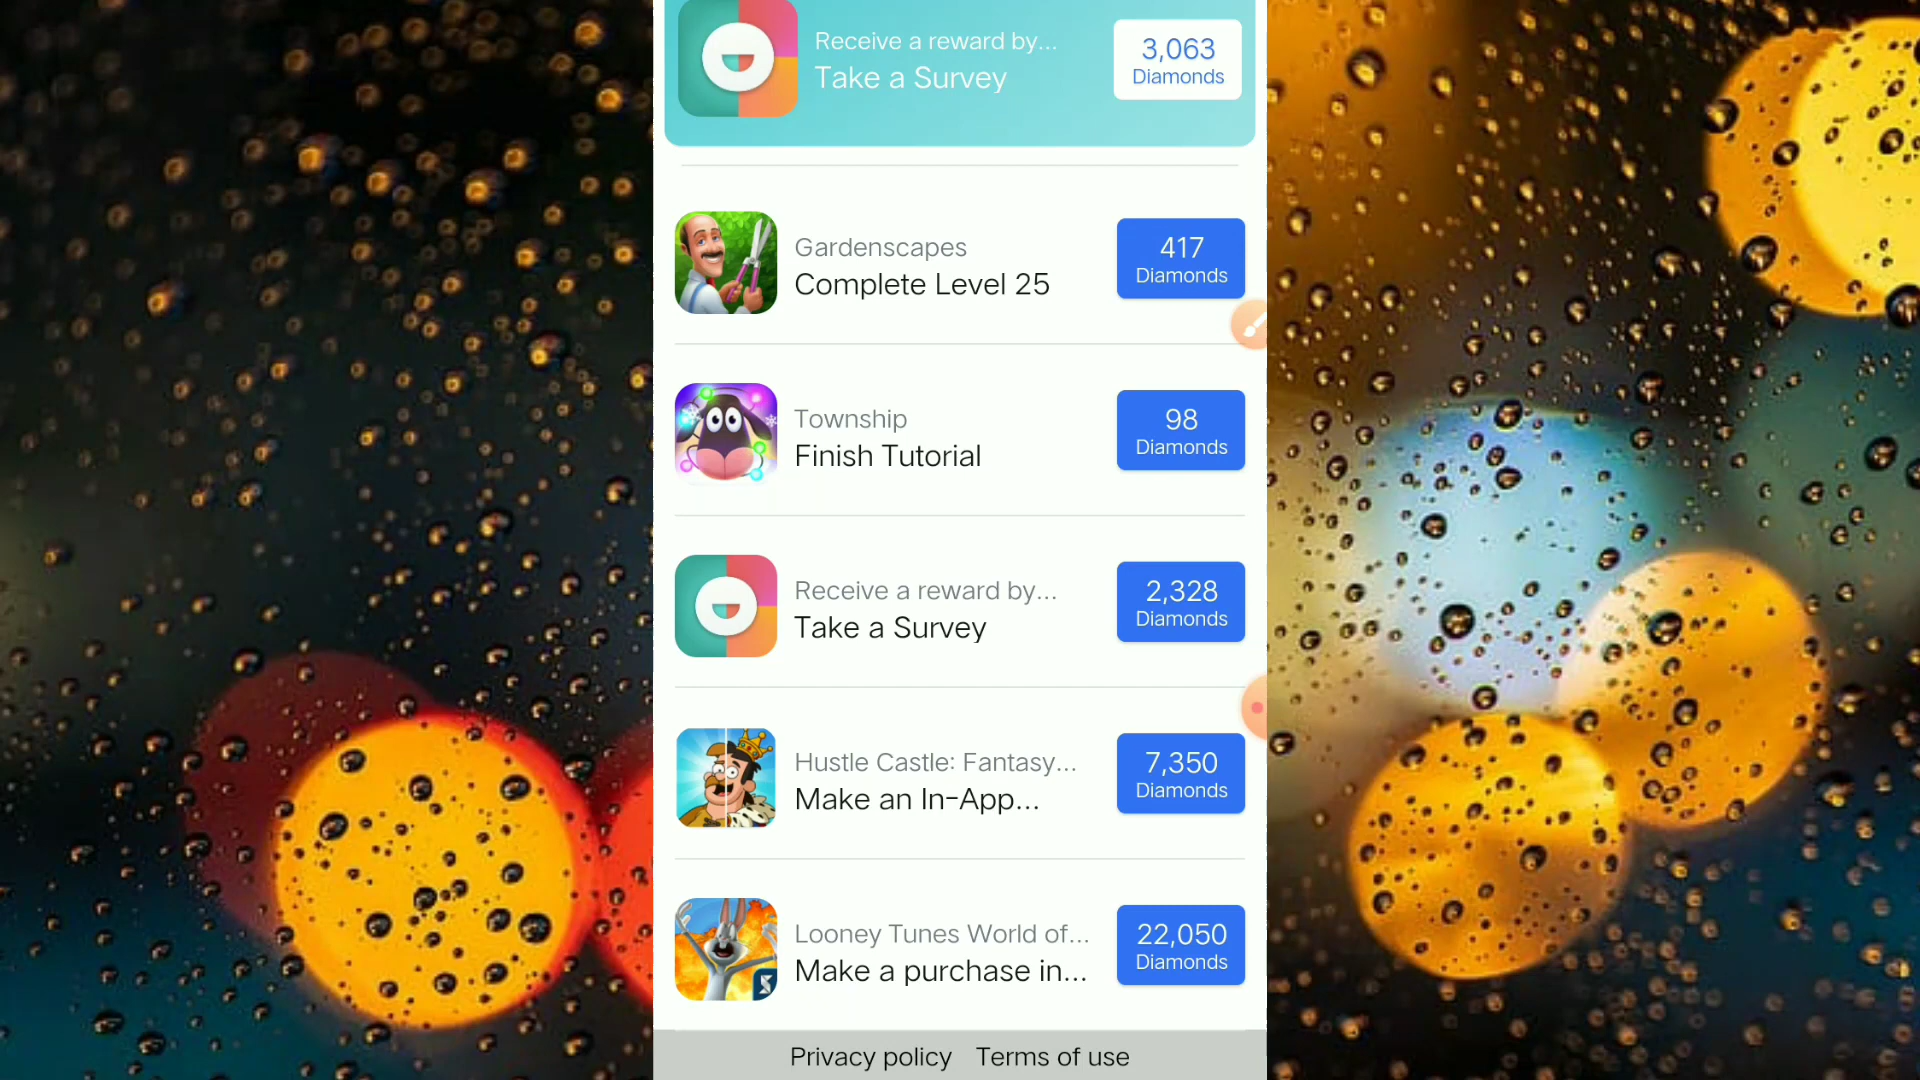 Receive a reward by...
Take a Survey
3,063
Diamonds
Gardenscapes
Complete Level 25
417
Diamonds
Township
Finish Tutorial
98
Diamonds
Receive a reward by...
Take a Survey
2,328
Diamonds
Hustle Castle: Fantasy...
Make an In-App...
7,350
Diamonds
Looney Tunes World of...
Make a purchase in...
22,050
Diamonds
Privacy policy Terms of use